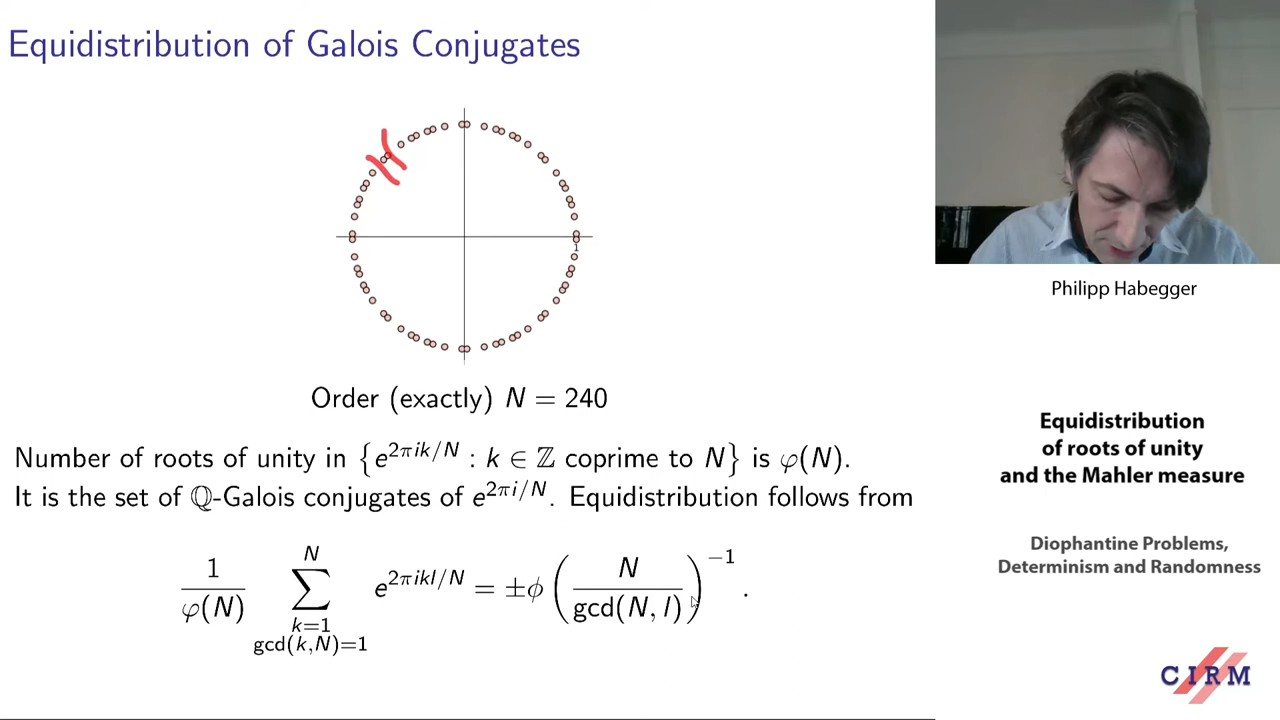 Equidistribution of Galois Conjugates
1
Order (exactly) N = 240
Number of roots of unity in {e^{2πik/N} : k ∈ ℤ coprime to N} is φ(N).
It is the set of ℚ-Galois conjugates of e^{2πi/N}. Equidistribution follows from
1/φ(N) ∑_{k=1, gcd(k,N)=1}^{N} e^{2πikl/N} = ±ϕ(N/gcd(N, l))^{−1}.
Philipp Habegger
Equidistribution
of roots of unity
and the Mahler measure
Diophantine Problems,
Determinism and Randomness
CIRM